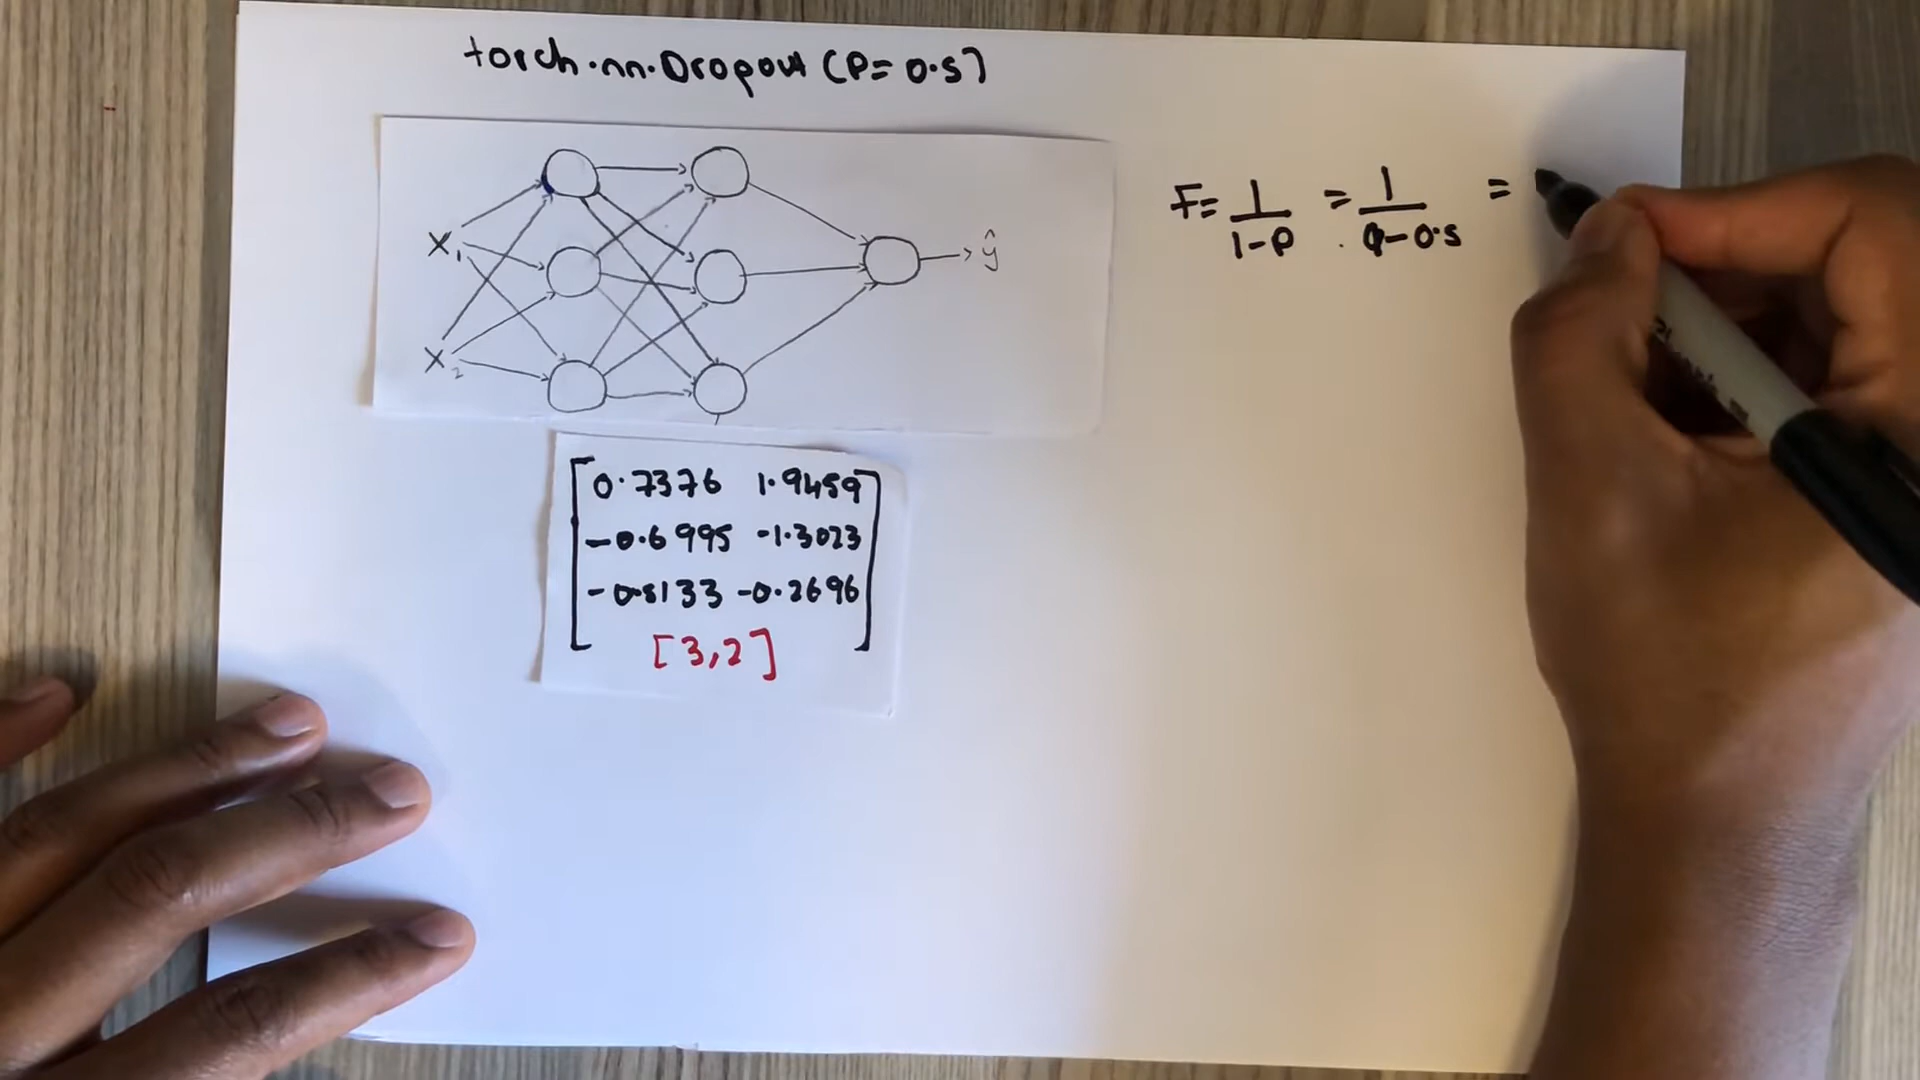 torch.nn.Dropout (P= 0.5)
F= 1/(1-P) = 1/(1-0.5) =
X₁
ŷ
X₂
[0.7376 1.9459
-0.6995 -1.3023
-0.8133 -0.2696]
[3,2]